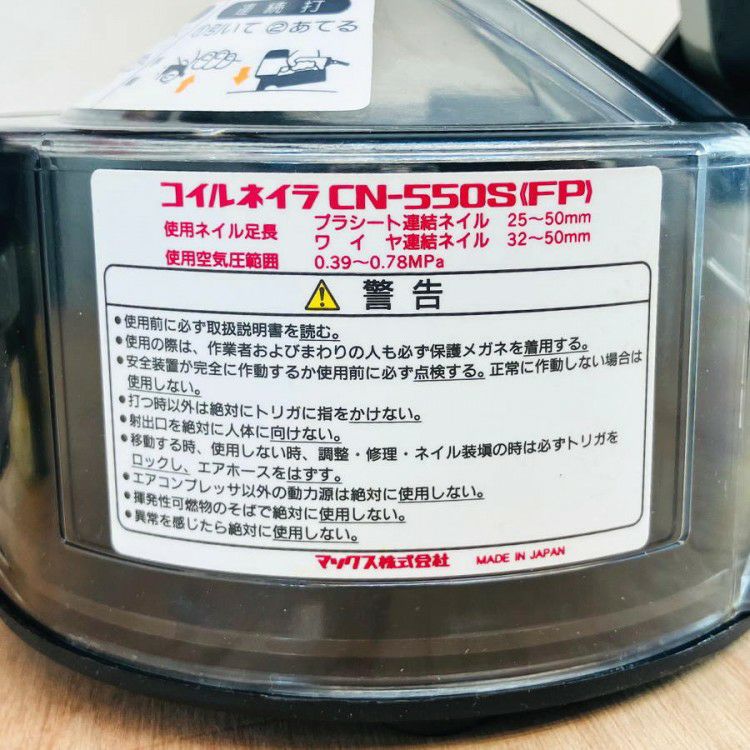 連続打
引いて ②あてる
コイルネイラ CN-550S(FP)
使用ネイル足長 プラシート連結ネイル 25～50mm
ワイヤ連結ネイル 32～50mm
使用空気圧範囲 0.39～0.78MPa
警告
●使用前に必ず取扱説明書を読む。
●使用の際は、作業者およびまわりの人も必ず保護メガネを着用する。
●安全装置が完全に作動するか使用前に必ず点検する。正常に作動しない場合は
使用しない。
●打つ時以外は絶対にトリガに指をかけない。
●射出口を絶対に人体に向けない。
●移動する時、使用しない時、調整・修理・ネイル装塡の時は必ずトリガを
ロックし、エアホースをはずす。
●エアコンプレッサ以外の動力源は絶対に使用しない。
●揮発性可燃物のそばで絶対に使用しない。
●異常を感じたら絶対に使用しない。
マックス株式会社 MADE IN JAPAN